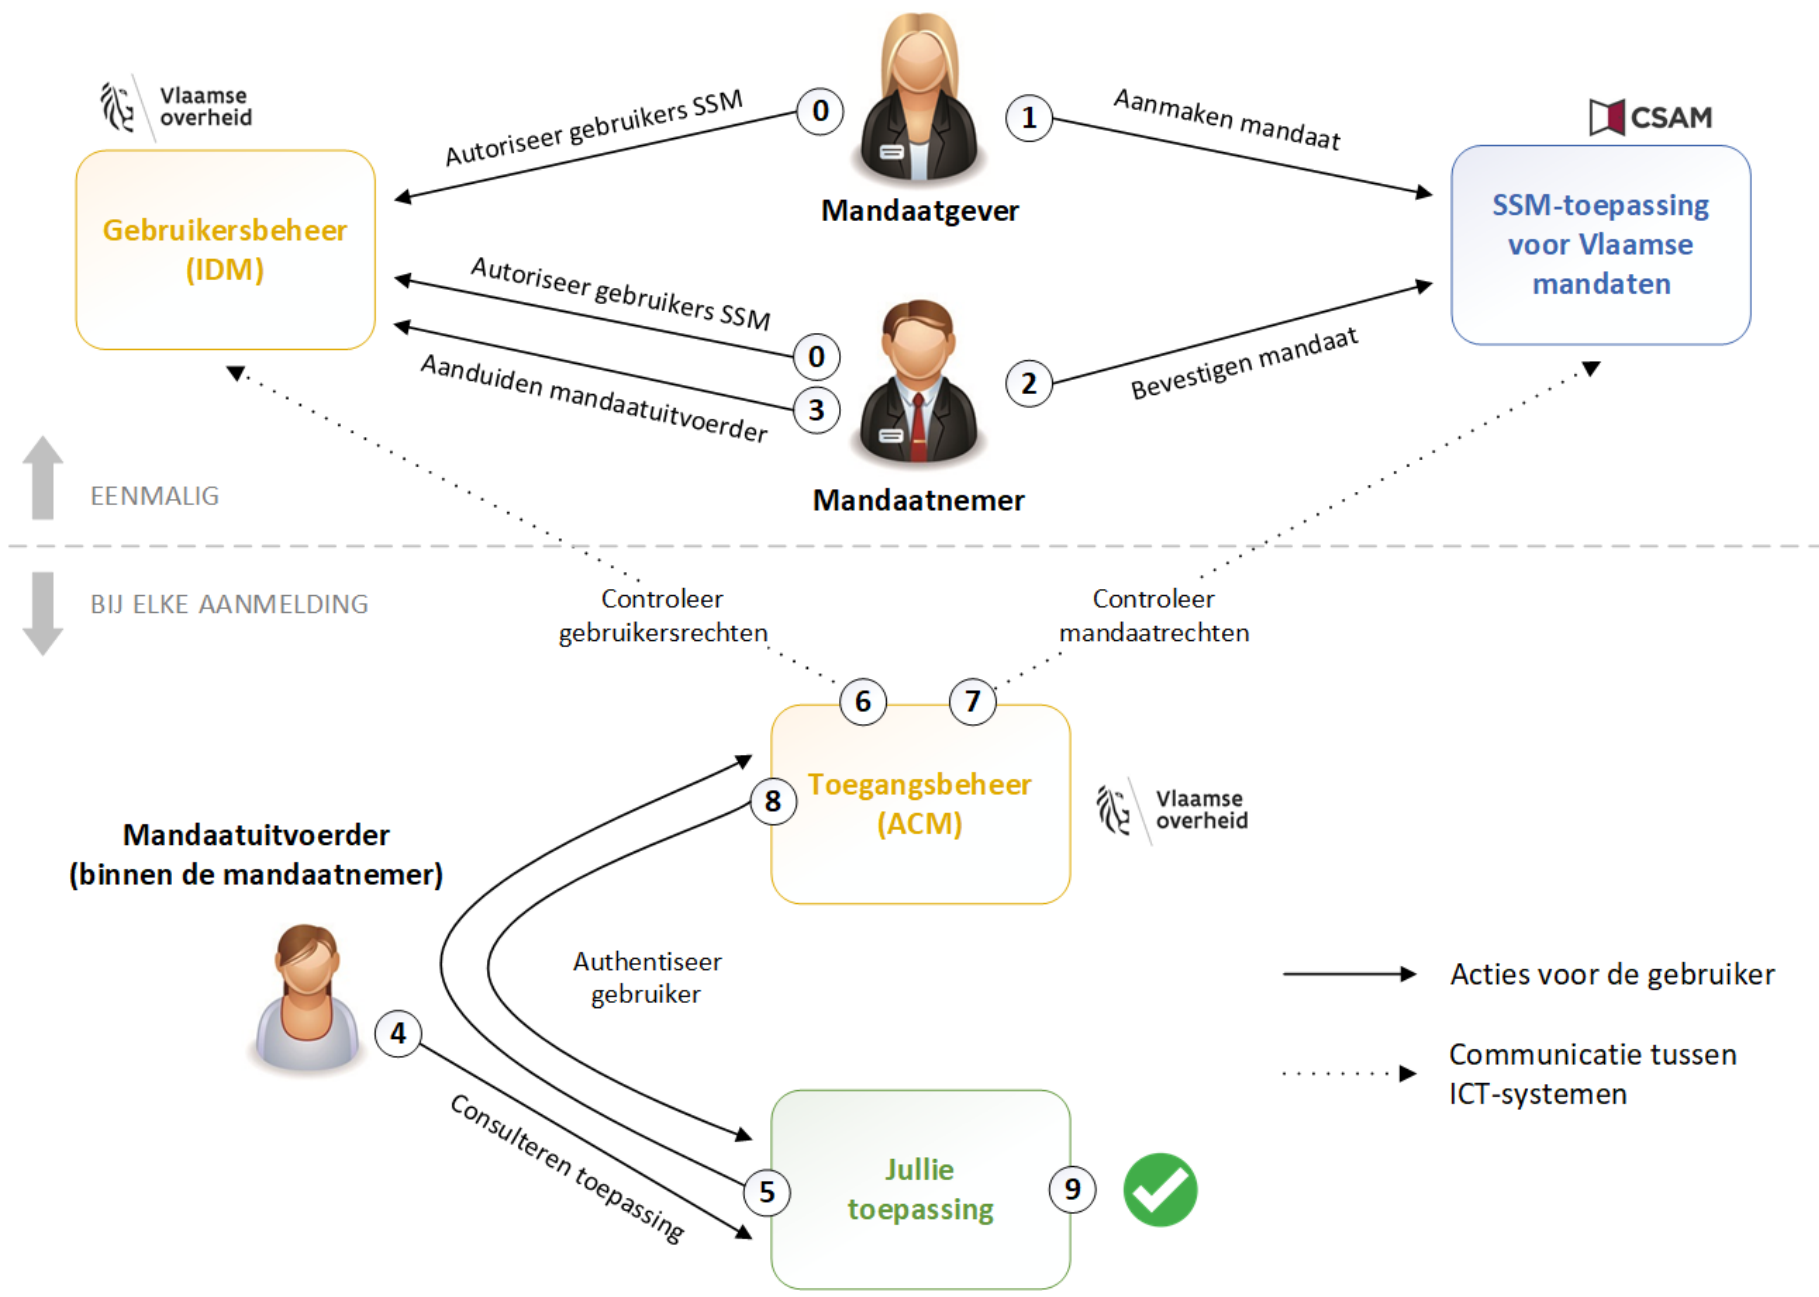 Vlaamse
overheid
Autoriseer gebruikers SSM
0
1
Aanmaken mandaat
CSAM
Mandaatgever
Gebruikersbeheer
(IDM)
SSM-toepassing
voor Vlaamse
mandaten
Autoriseer gebruikers SSM
0
Aanduiden mandaatuitvoerder
3
2
Bevestigen mandaat
Mandaatnemer
EENMALIG
BIJ ELKE AANMELDING
Controleer
gebruikersrechten
Controleer
mandaatrechten
6
7
8
Toegangsbeheer
(ACM)
Vlaamse
overheid
Mandaatuitvoerder
(binnen de mandaatnemer)
Authentiseer
gebruiker
4
Consulteren toepassing
5
Jullie
toepassing
9
Acties voor de gebruiker
Communicatie tussen
ICT-systemen